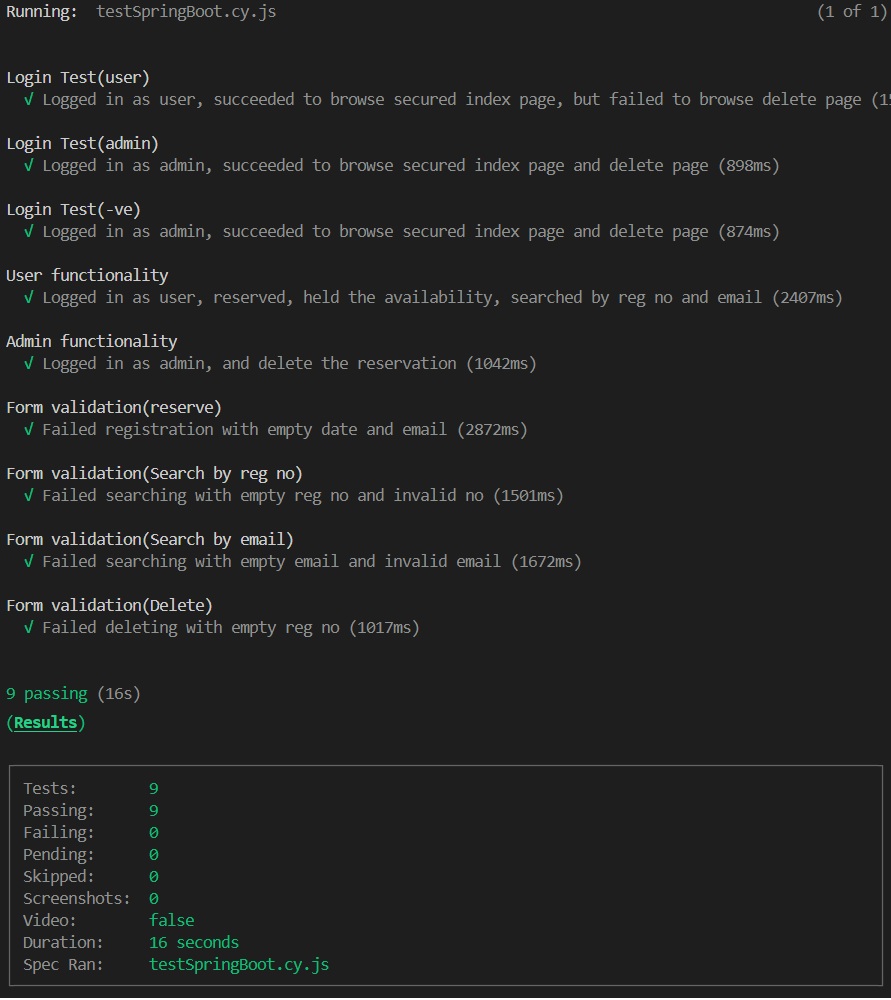 Running:  testSpringBoot.cy.js (1 of 1)
Login Test(user)
√ Logged in as user, succeeded to browse secured index page, but failed to browse delete page
Login Test(admin)
√ Logged in as admin, succeeded to browse secured index page and delete page (898ms)
Login Test(-ve)
√ Logged in as admin, succeeded to browse secured index page and delete page (874ms)
User functionality
√ Logged in as user, reserved, held the availability, searched by reg no and email (2407ms)
Admin functionality
√ Logged in as admin, and delete the reservation (1042ms)
Form validation(reserve)
√ Failed registration with empty date and email (2872ms)
Form validation(Search by reg no)
√ Failed searching with empty reg no and invalid no (1501ms)
Form validation(Search by email)
√ Failed searching with empty email and invalid email (1672ms)
Form validation(Delete)
√ Failed deleting with empty reg no (1017ms)
9 passing (16s)
(Results)
Tests: 9
Passing: 9
Failing: 0
Pending: 0
Skipped: 0
Screenshots: 0
Video: false
Duration: 16 seconds
Spec Ran: testSpringBoot.cy.js